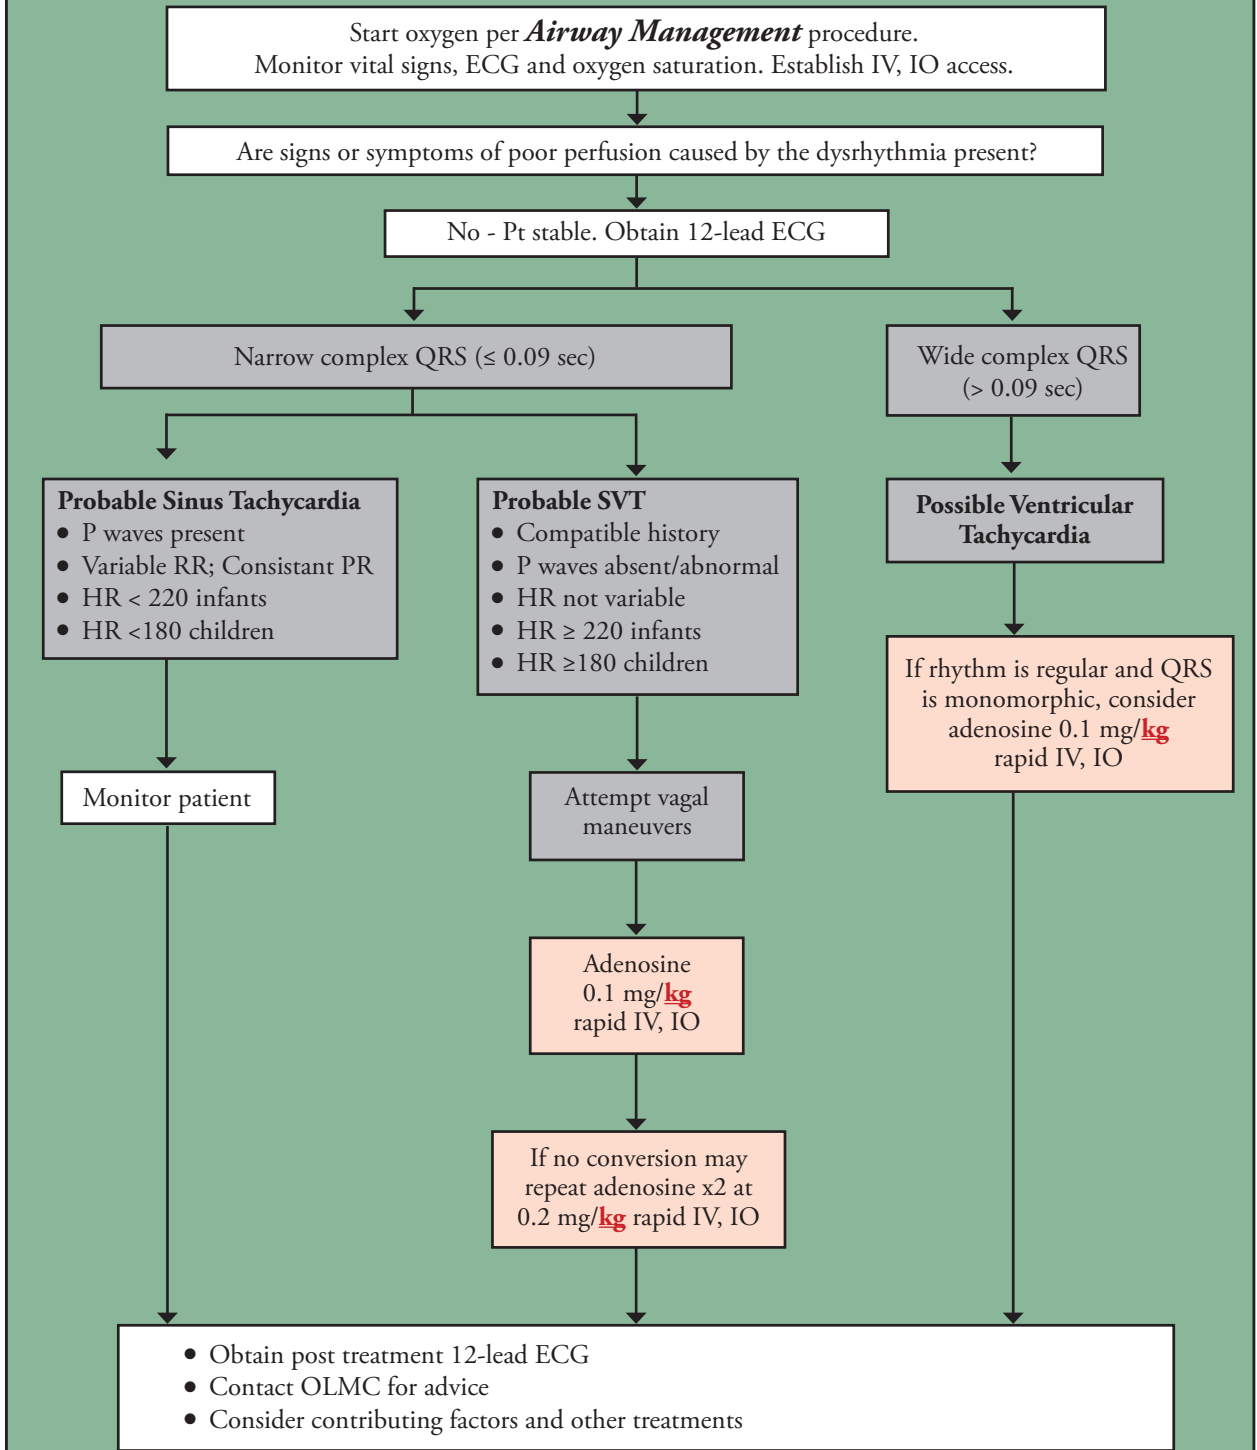 Start oxygen per Airway Management procedure.
Monitor vital signs, ECG and oxygen saturation. Establish IV, IO access.
Are signs or symptoms of poor perfusion caused by the dysrhythmia present?
No - Pt stable. Obtain 12-lead ECG
Narrow complex QRS (≤ 0.09 sec)
Wide complex QRS
(> 0.09 sec)
Probable Sinus Tachycardia
• P waves present
• Variable RR; Consistant PR
• HR < 220 infants
• HR <180 children
Probable SVT
• Compatible history
• P waves absent/abnormal
• HR not variable
• HR ≥ 220 infants
• HR ≥180 children
Possible Ventricular
Tachycardia
If rhythm is regular and QRS
is monomorphic, consider
adenosine 0.1 mg/kg
rapid IV, IO
Monitor patient
Attempt vagal
maneuvers
Adenosine
0.1 mg/kg
rapid IV, IO
If no conversion may
repeat adenosine x2 at
0.2 mg/kg rapid IV, IO
• Obtain post treatment 12-lead ECG
• Contact OLMC for advice
• Consider contributing factors and other treatments